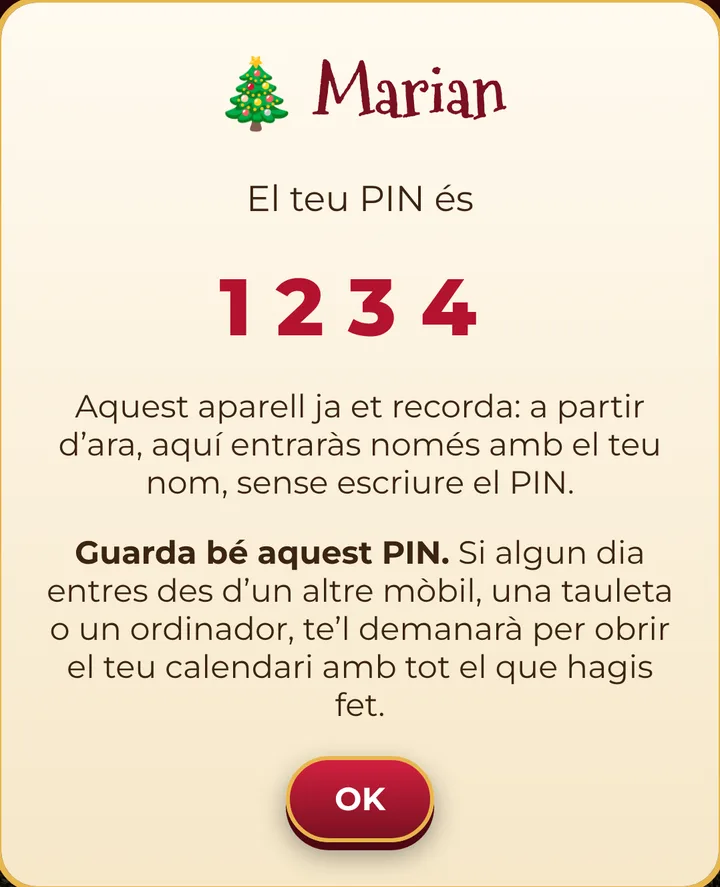 Marian
El teu PIN és
1 2 3 4
Aquest aparell ja et recorda: a partir
d’ara, aquí entraràs només amb el teu
nom, sense escriure el PIN.
Guarda bé aquest PIN. Si algun dia
entres des d’un altre mòbil, una tauleta
o un ordinador, te’l demanarà per obrir
el teu calendari amb tot el que hagis
fet.
OK